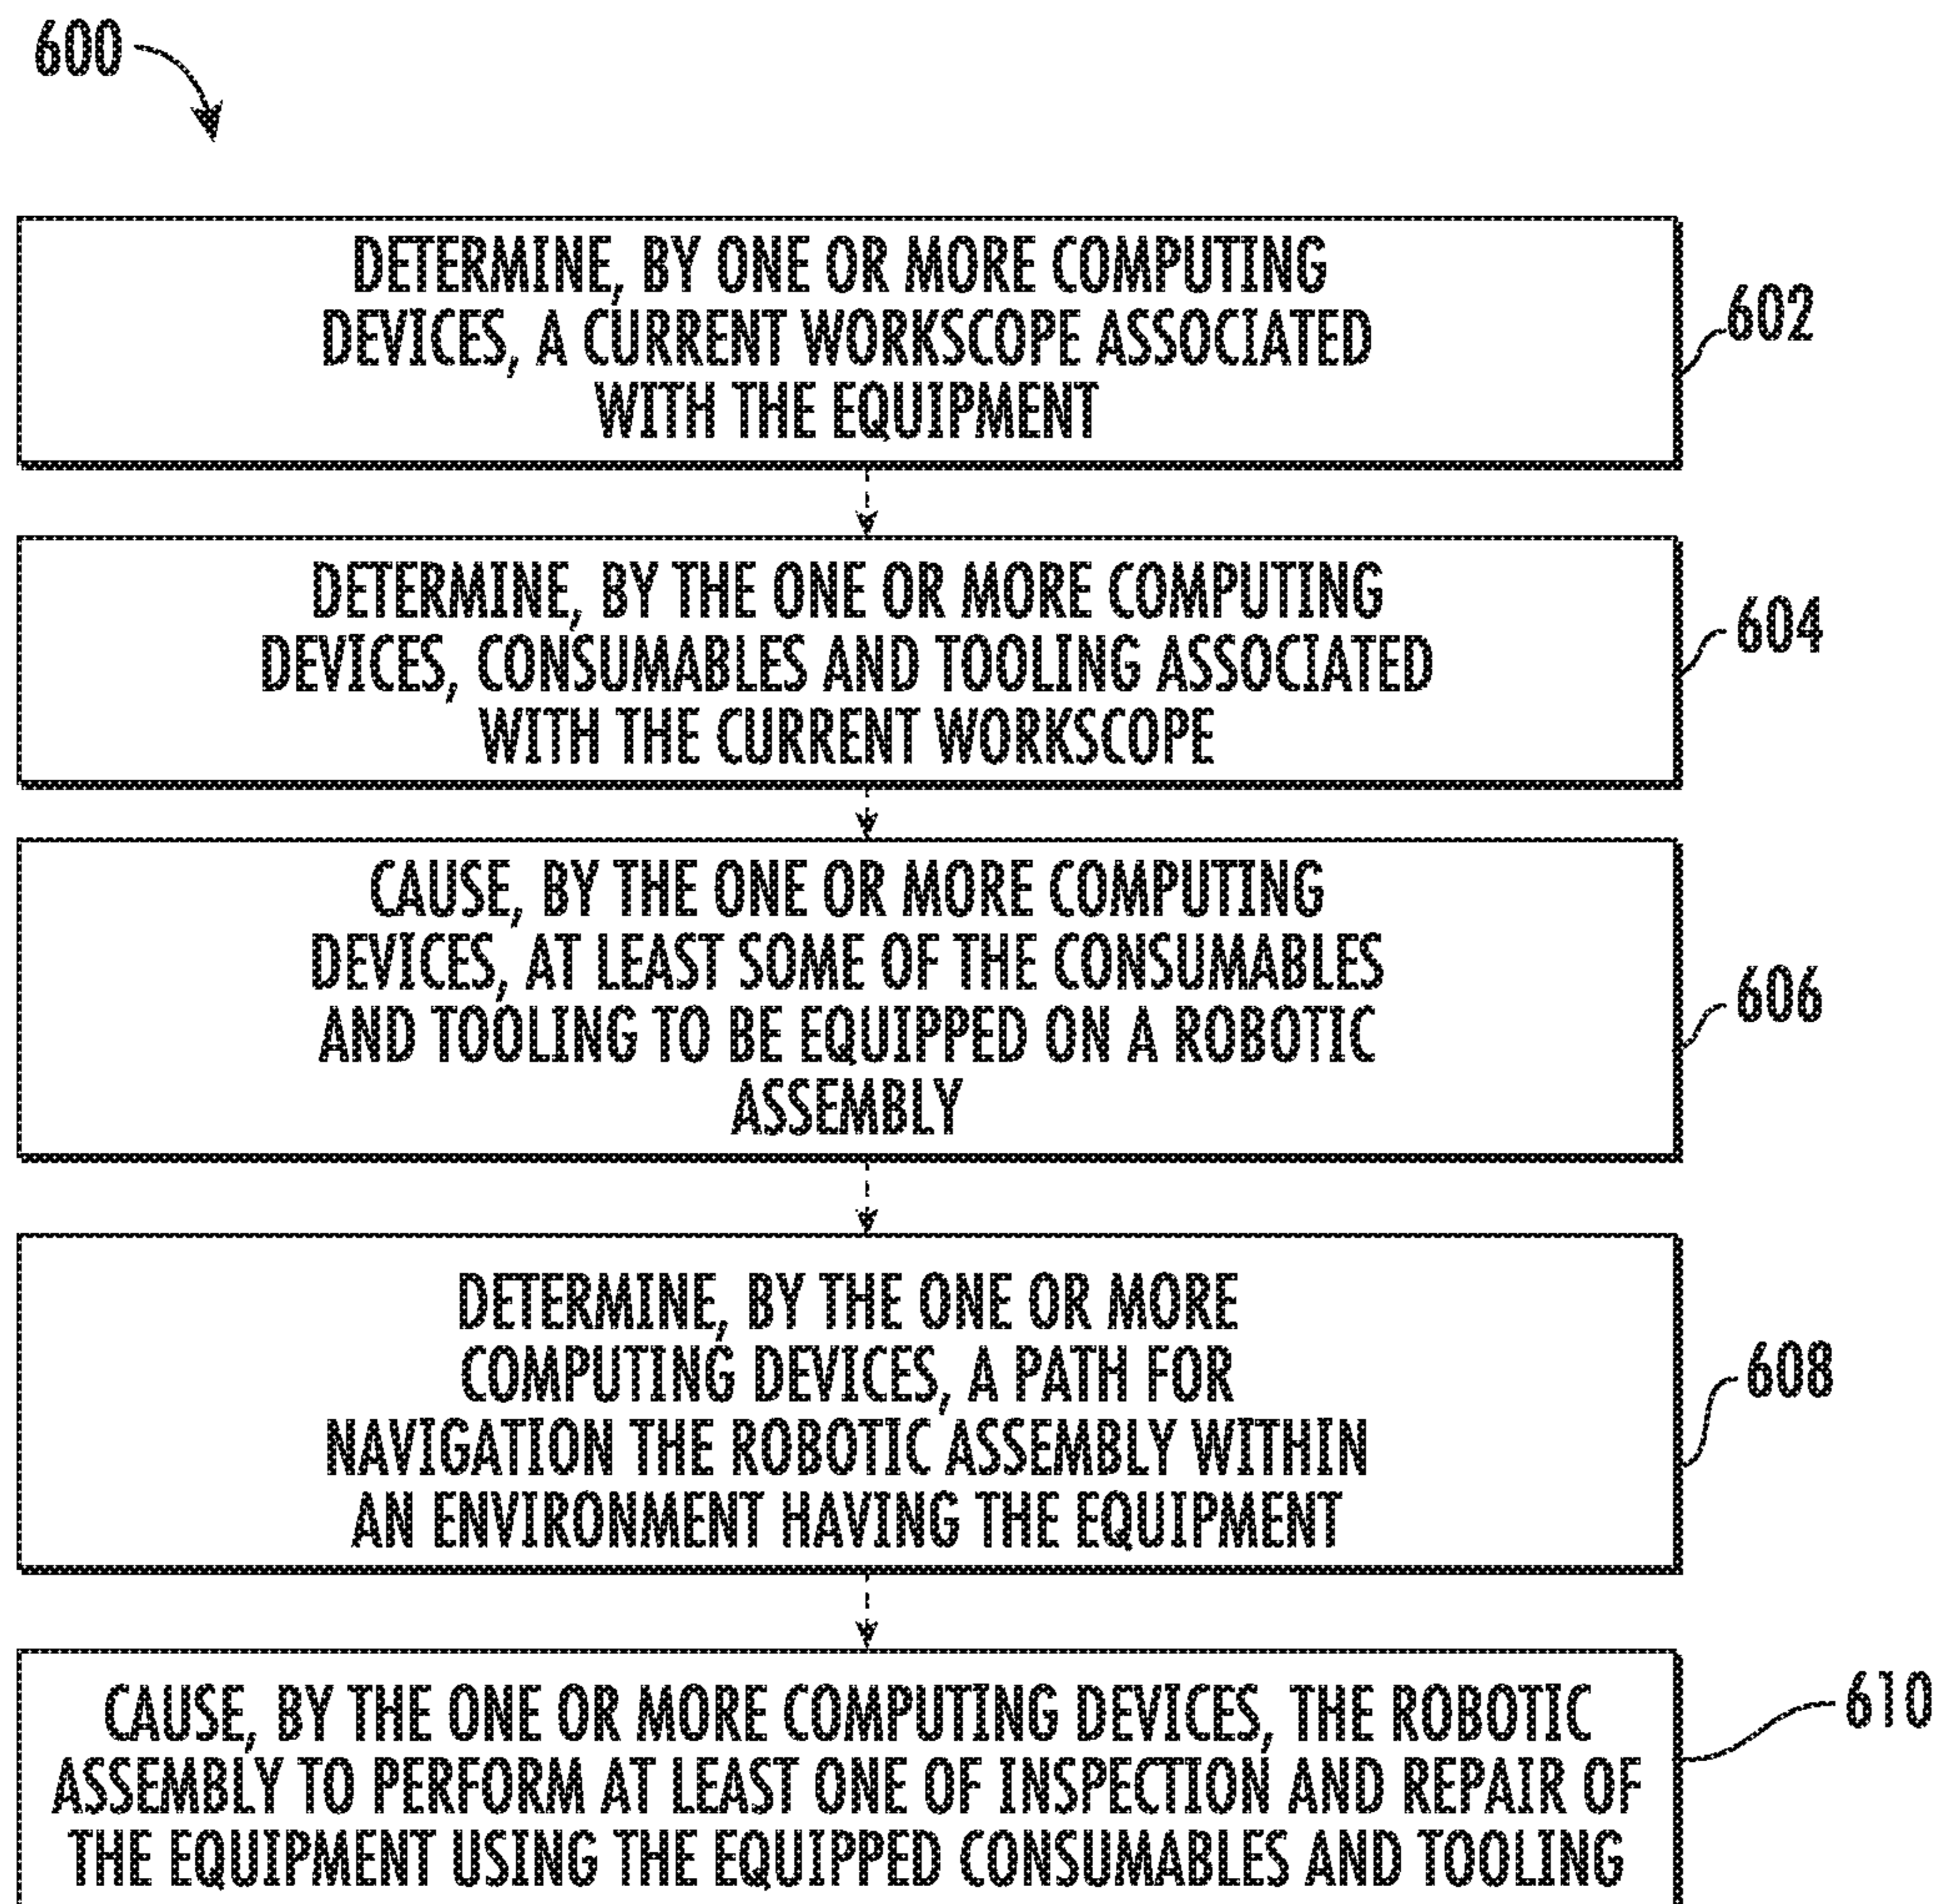 600
DETERMINE, BY ONE OR MORE COMPUTING
DEVICES, A CURRENT WORKSCOPE ASSOCIATED
WITH THE EQUIPMENT
602
DETERMINE, BY THE ONE OR MORE COMPUTING
DEVICES, CONSUMABLES AND TOOLING ASSOCIATED
WITH THE CURRENT WORKSCOPE
604
CAUSE, BY THE ONE OR MORE COMPUTING
DEVICES, AT LEAST SOME OF THE CONSUMABLES
AND TOOLING TO BE EQUIPPED ON A ROBOTIC
ASSEMBLY
606
DETERMINE, BY THE ONE OR MORE
COMPUTING DEVICES, A PATH FOR
NAVIGATION THE ROBOTIC ASSEMBLY WITHIN
AN ENVIRONMENT HAVING THE EQUIPMENT
608
CAUSE, BY THE ONE OR MORE COMPUTING DEVICES, THE ROBOTIC
ASSEMBLY TO PERFORM AT LEAST ONE OF INSPECTION AND REPAIR OF
THE EQUIPMENT USING THE EQUIPPED CONSUMABLES AND TOOLING
610